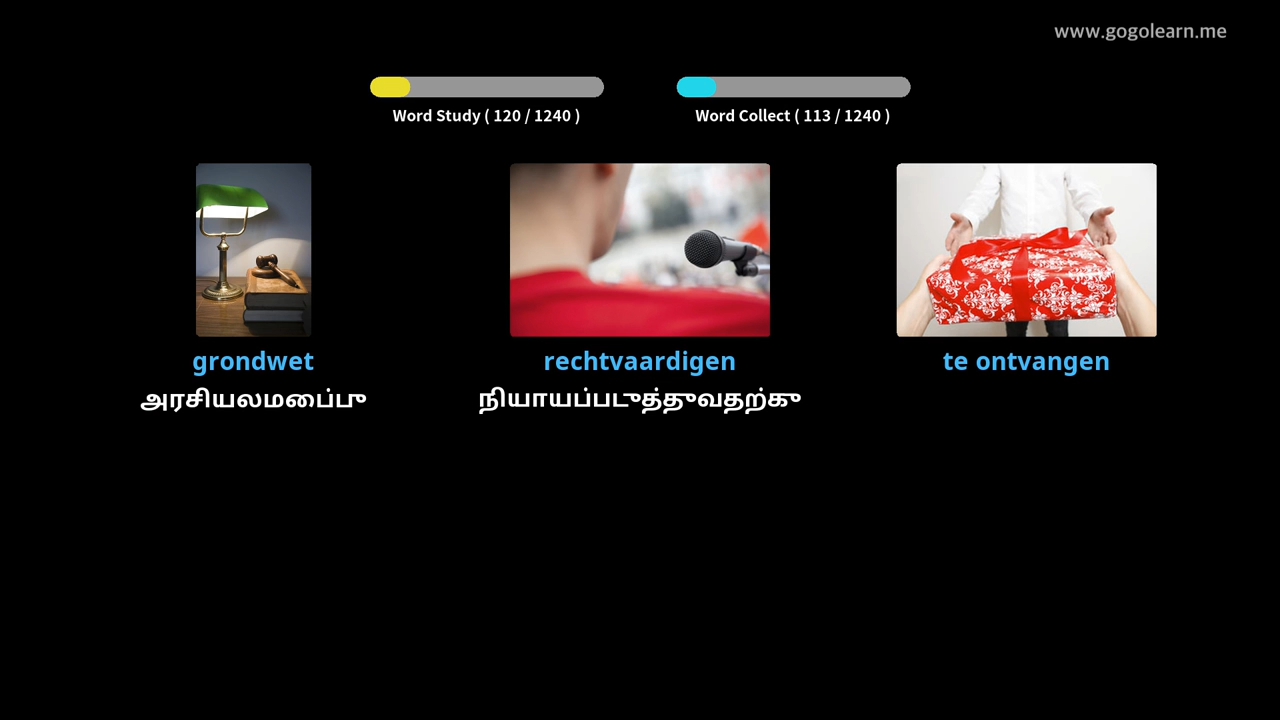 www.gogolearn.me
Word Study ( 120 / 1240 )
Word Collect ( 113 / 1240 )
grondwet
rechtvaardigen
te ontvangen
அரசியலமைப்பு
நியாயப்படுத்துவதற்கு